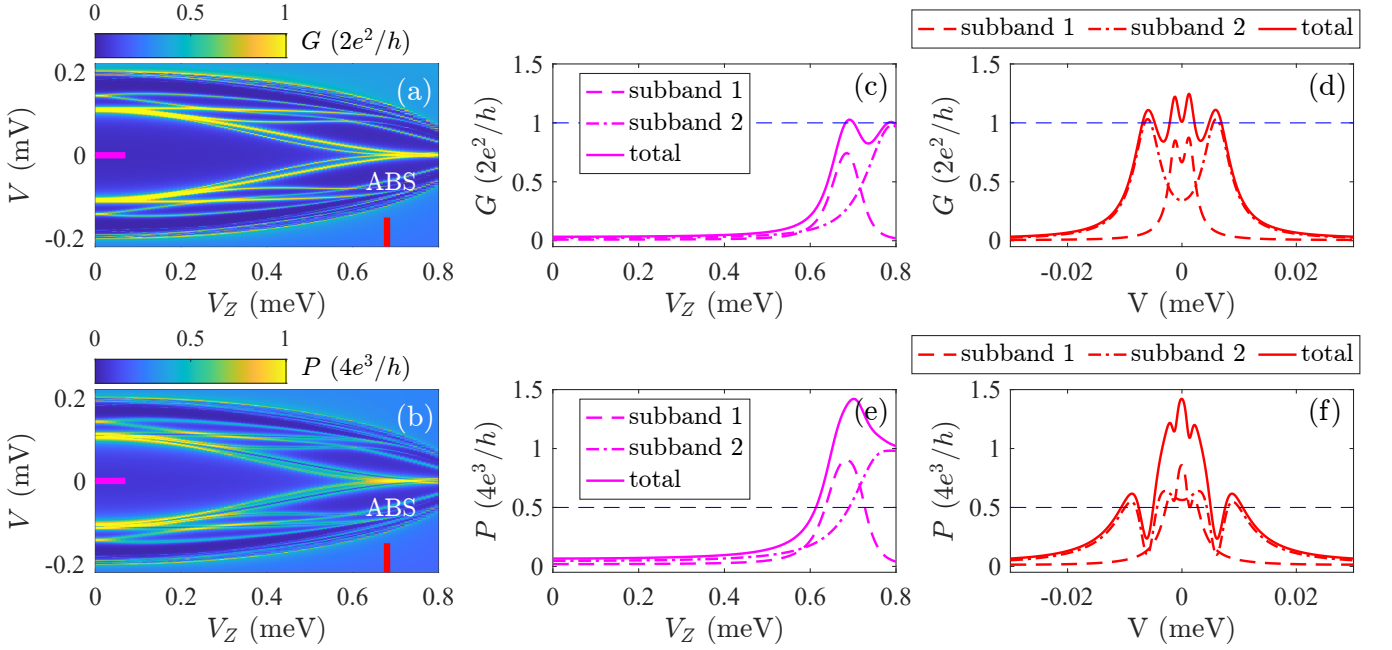 0 0.5 1 G (2e²/h)
0.2
0
-0.2
V (mV)
(a)
ABS
0 0.2 0.4 0.6 0.8
V_Z (meV)
1.5
1
0.5
0
G (2e²/h)
(c)
subband 1
subband 2
total
0 0.2 0.4 0.6 0.8
V_Z (meV)
subband 1 subband 2 total
1.5
1
0.5
0
G (2e²/h)
(d)
-0.02 0 0.02
V (meV)
0 0.5 1 P (4e³/h)
0.2
0
-0.2
V (mV)
(b)
ABS
0 0.2 0.4 0.6 0.8
V_Z (meV)
1.5
1
0.5
0
P (4e³/h)
(e)
subband 1
subband 2
total
0 0.2 0.4 0.6 0.8
V_Z (meV)
subband 1 subband 2 total
1.5
1
0.5
0
P (4e³/h)
(f)
-0.02 0 0.02
V (meV)